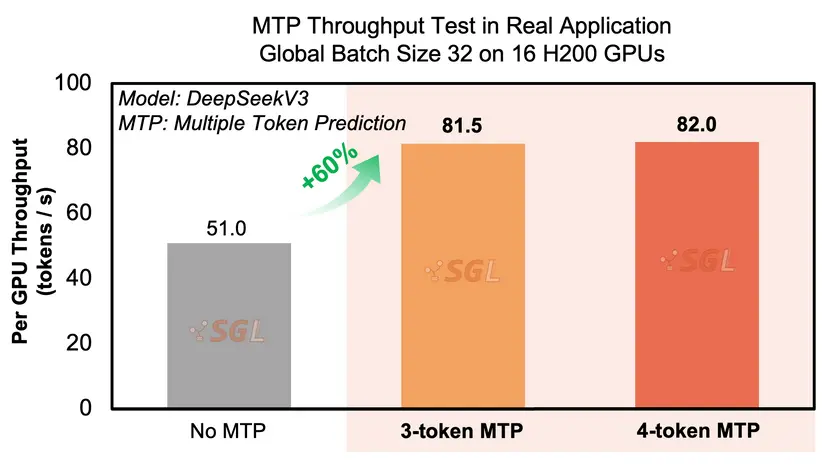 MTP Throughput Test in Real Application
Global Batch Size 32 on 16 H200 GPUs
Per GPU Throughput
(tokens / s)
100
80
60
40
20
0
Model: DeepSeekV3
MTP: Multiple Token Prediction
+60%
51.0
81.5
82.0
SGL
SGL
SGL
No MTP
3-token MTP
4-token MTP